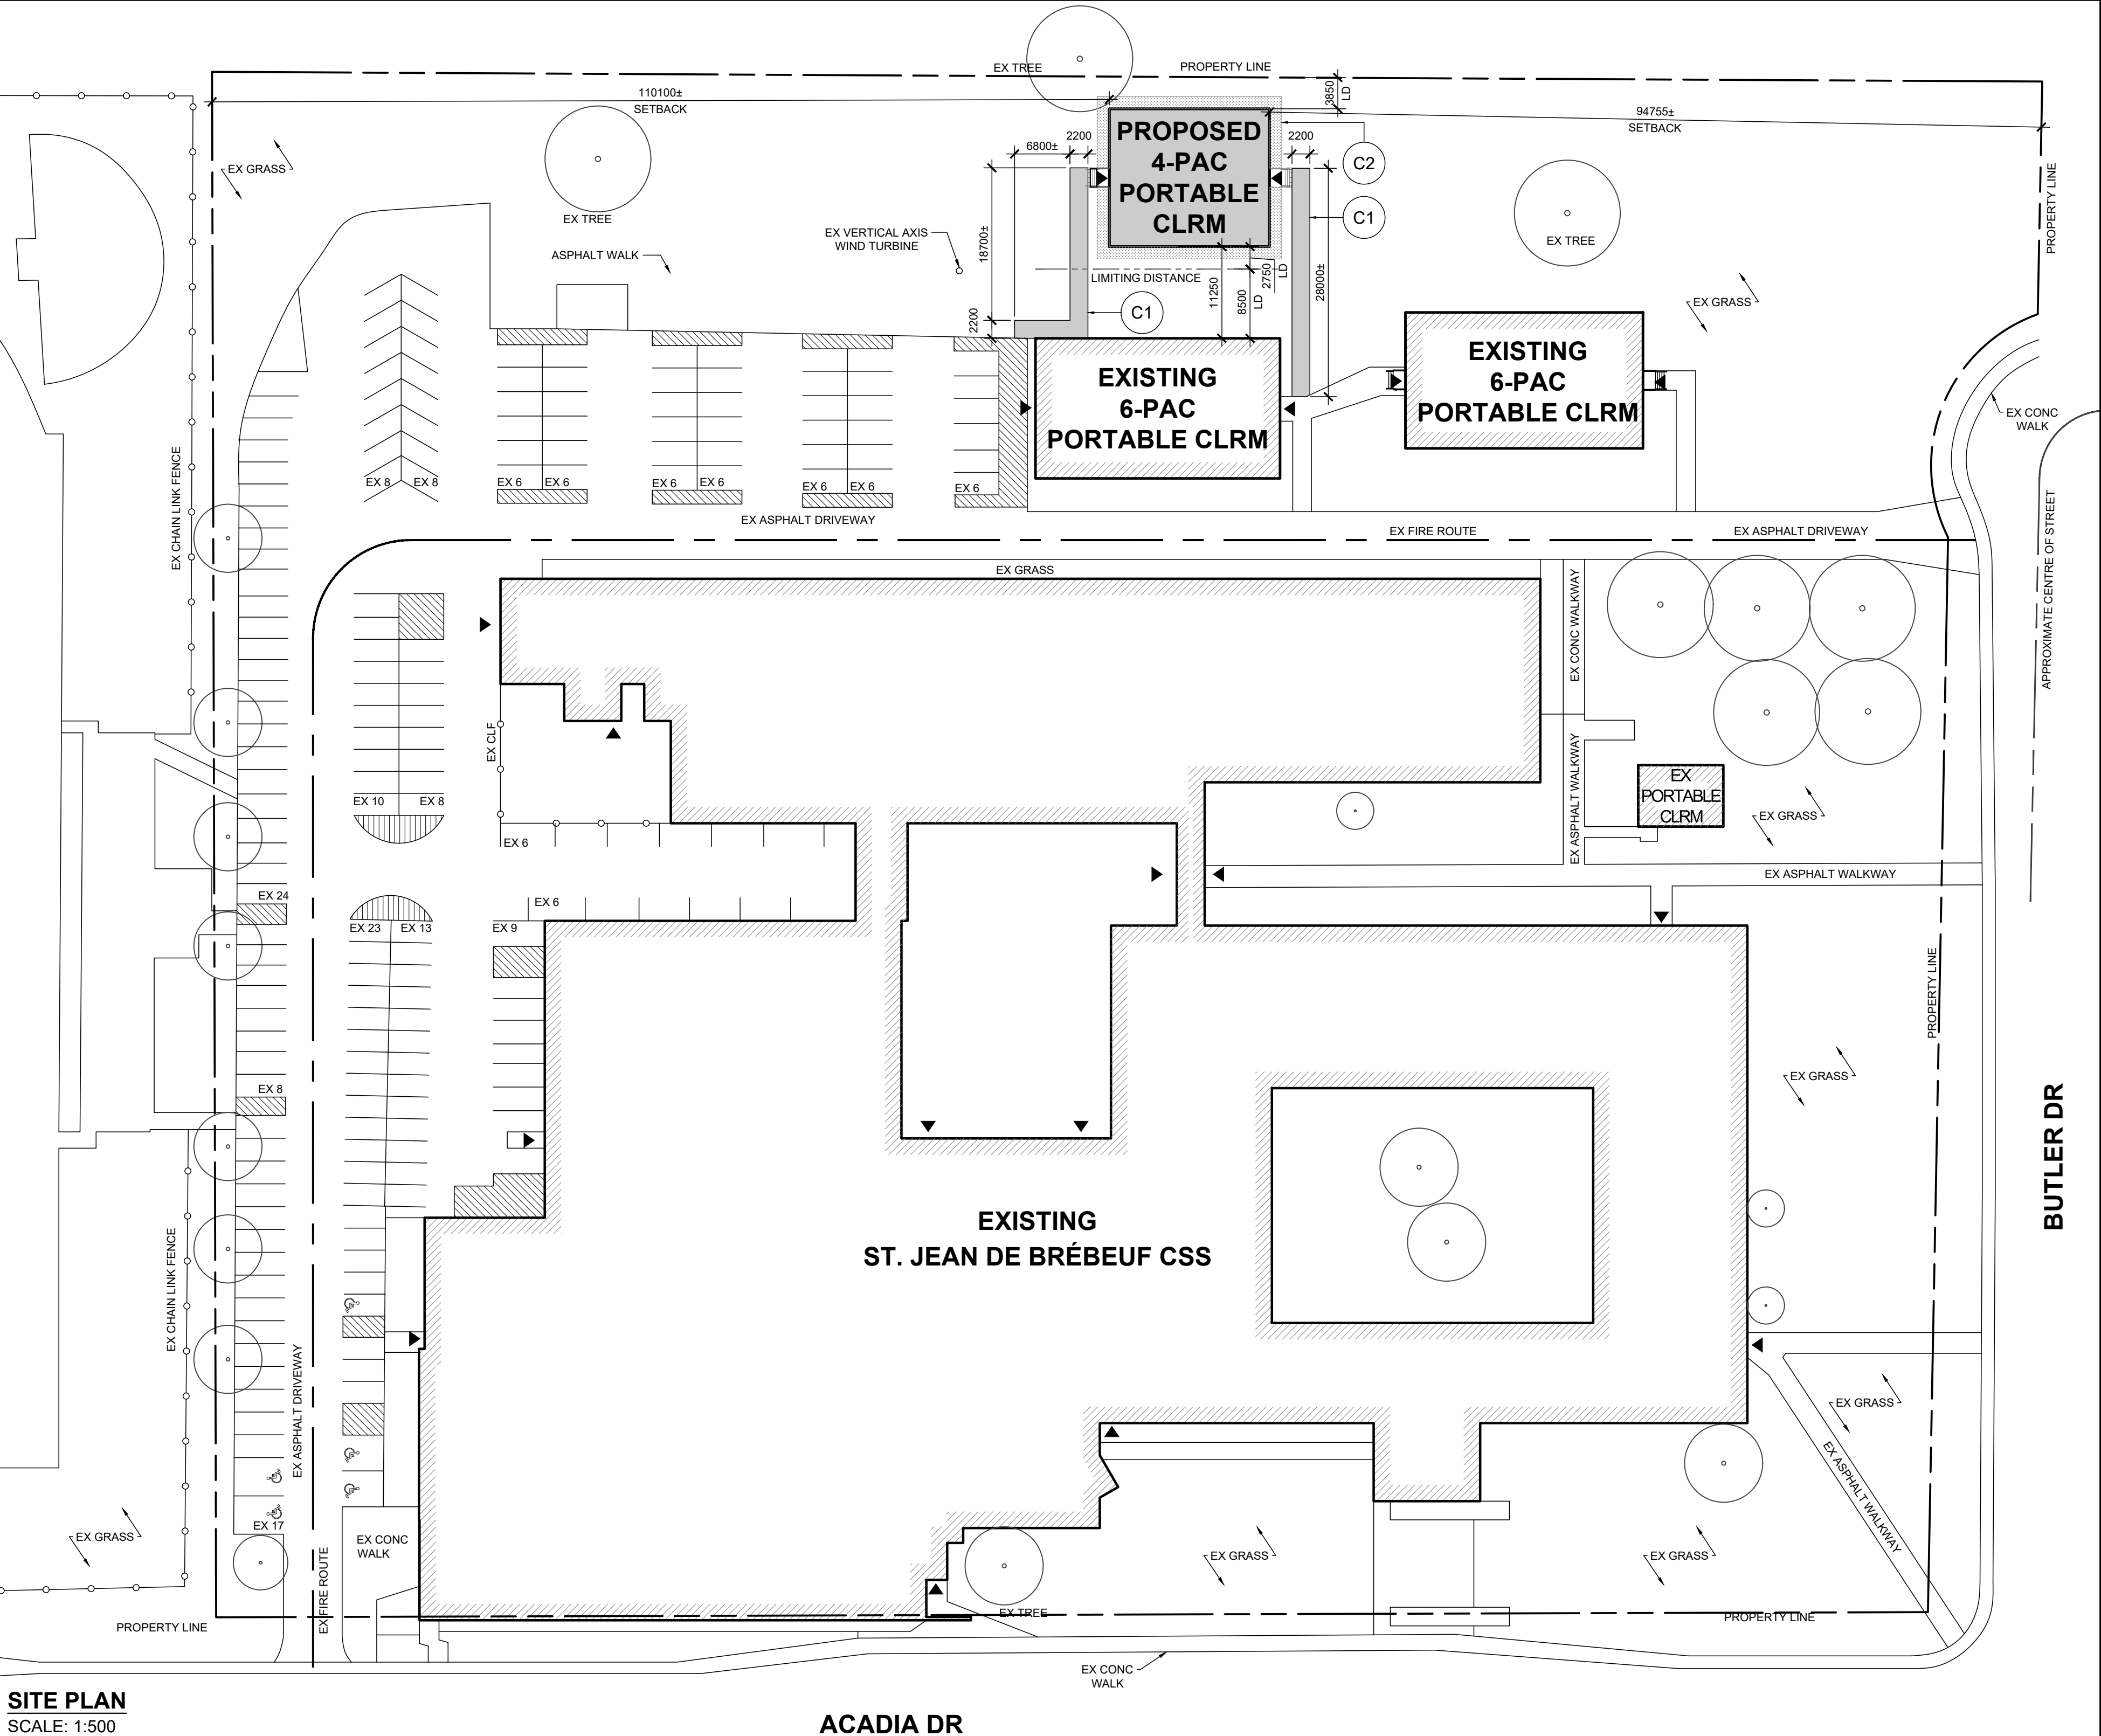 EX TREE
PROPERTY LINE
110100±
SETBACK
3850
LD
94755±
SETBACK
PROPOSED
4-PAC
PORTABLE
CLRM
2200
6800±
2200
C2
C1
EX GRASS
EX TREE
EX VERTICAL AXIS
WIND TURBINE
18700±
ASPHALT WALK
LIMITING DISTANCE
2750
LD
11250
8500
LD
28000±
2200
C1
EX TREE
PROPERTY LINE
EX GRASS
EXISTING
6-PAC
PORTABLE CLRM
EXISTING
6-PAC
PORTABLE CLRM
EX CONC
WALK
EX CHAIN LINK FENCE
EX 8
EX 8
EX 6
EX 6
EX 6
EX 6
EX 6
EX 6
EX 6
EX ASPHALT DRIVEWAY
EX FIRE ROUTE
EX ASPHALT DRIVEWAY
APPROXIMATE CENTRE OF STREET
EX GRASS
EX CONC WALKWAY
EX CLF
EX ASPHALT WALKWAY
EX
PORTABLE
CLRM
EX GRASS
EX 10
EX 8
EX 6
EX ASPHALT WALKWAY
EX 24
EX 6
EX 23
EX 13
EX 9
PROPERTY LINE
EX 8
EX GRASS
BUTLER DR
EXISTING
ST. JEAN DE BRÉBEUF CSS
EX CHAIN LINK FENCE
EX ASPHALT DRIVEWAY
EX GRASS
EX ASPHALT WALKWAY
EX 17
EX GRASS
EX CONC
WALK
EX FIRE ROUTE
EX GRASS
EX GRASS
EX TREE
PROPERTY LINE
PROPERTY LINE
EX CONC
WALK
SITE PLAN
SCALE: 1:500
ACADIA DR